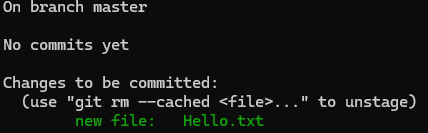 On branch master
No commits yet
Changes to be committed:
(use "git rm --cached <file>..." to unstage)
new file: Hello.txt